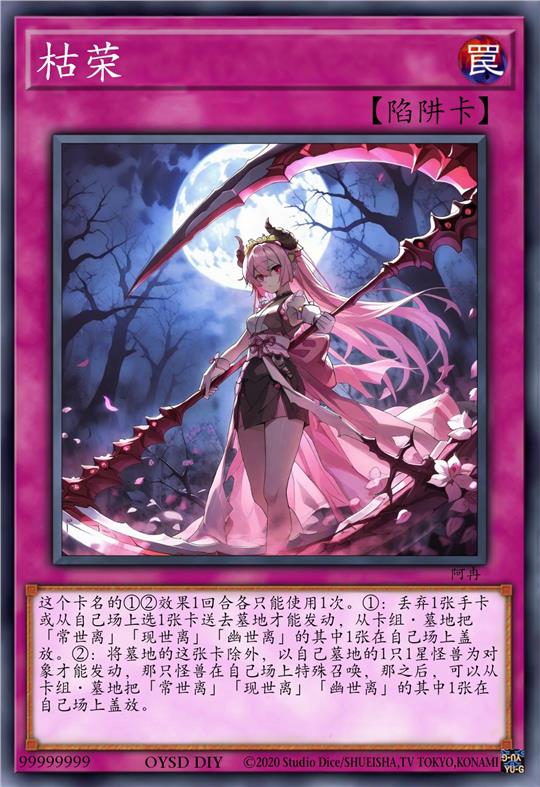 枯荣
罠
【陷阱卡】
阿冉
这个卡名的①②效果1回合各只能使用1次。①：丢弃1张手卡
或从自己场上选1张卡送去墓地才能发动，从卡组·墓地把
「常世离」「现世离」「幽世离」的其中1张在自己场上盖
放。②：将墓地的这张卡除外，以自己墓地的1只1星怪兽为对
象才能发动，那只怪兽在自己场上特殊召唤，那之后，可以从
卡组·墓地把「常世离」「现世离」「幽世离」的其中1张在
自己场上盖放。
99999999 OYSD DIY ©2020 Studio Dice/SHUEISHA,TV TOKYO,KONAMI
YU-G
YU-G